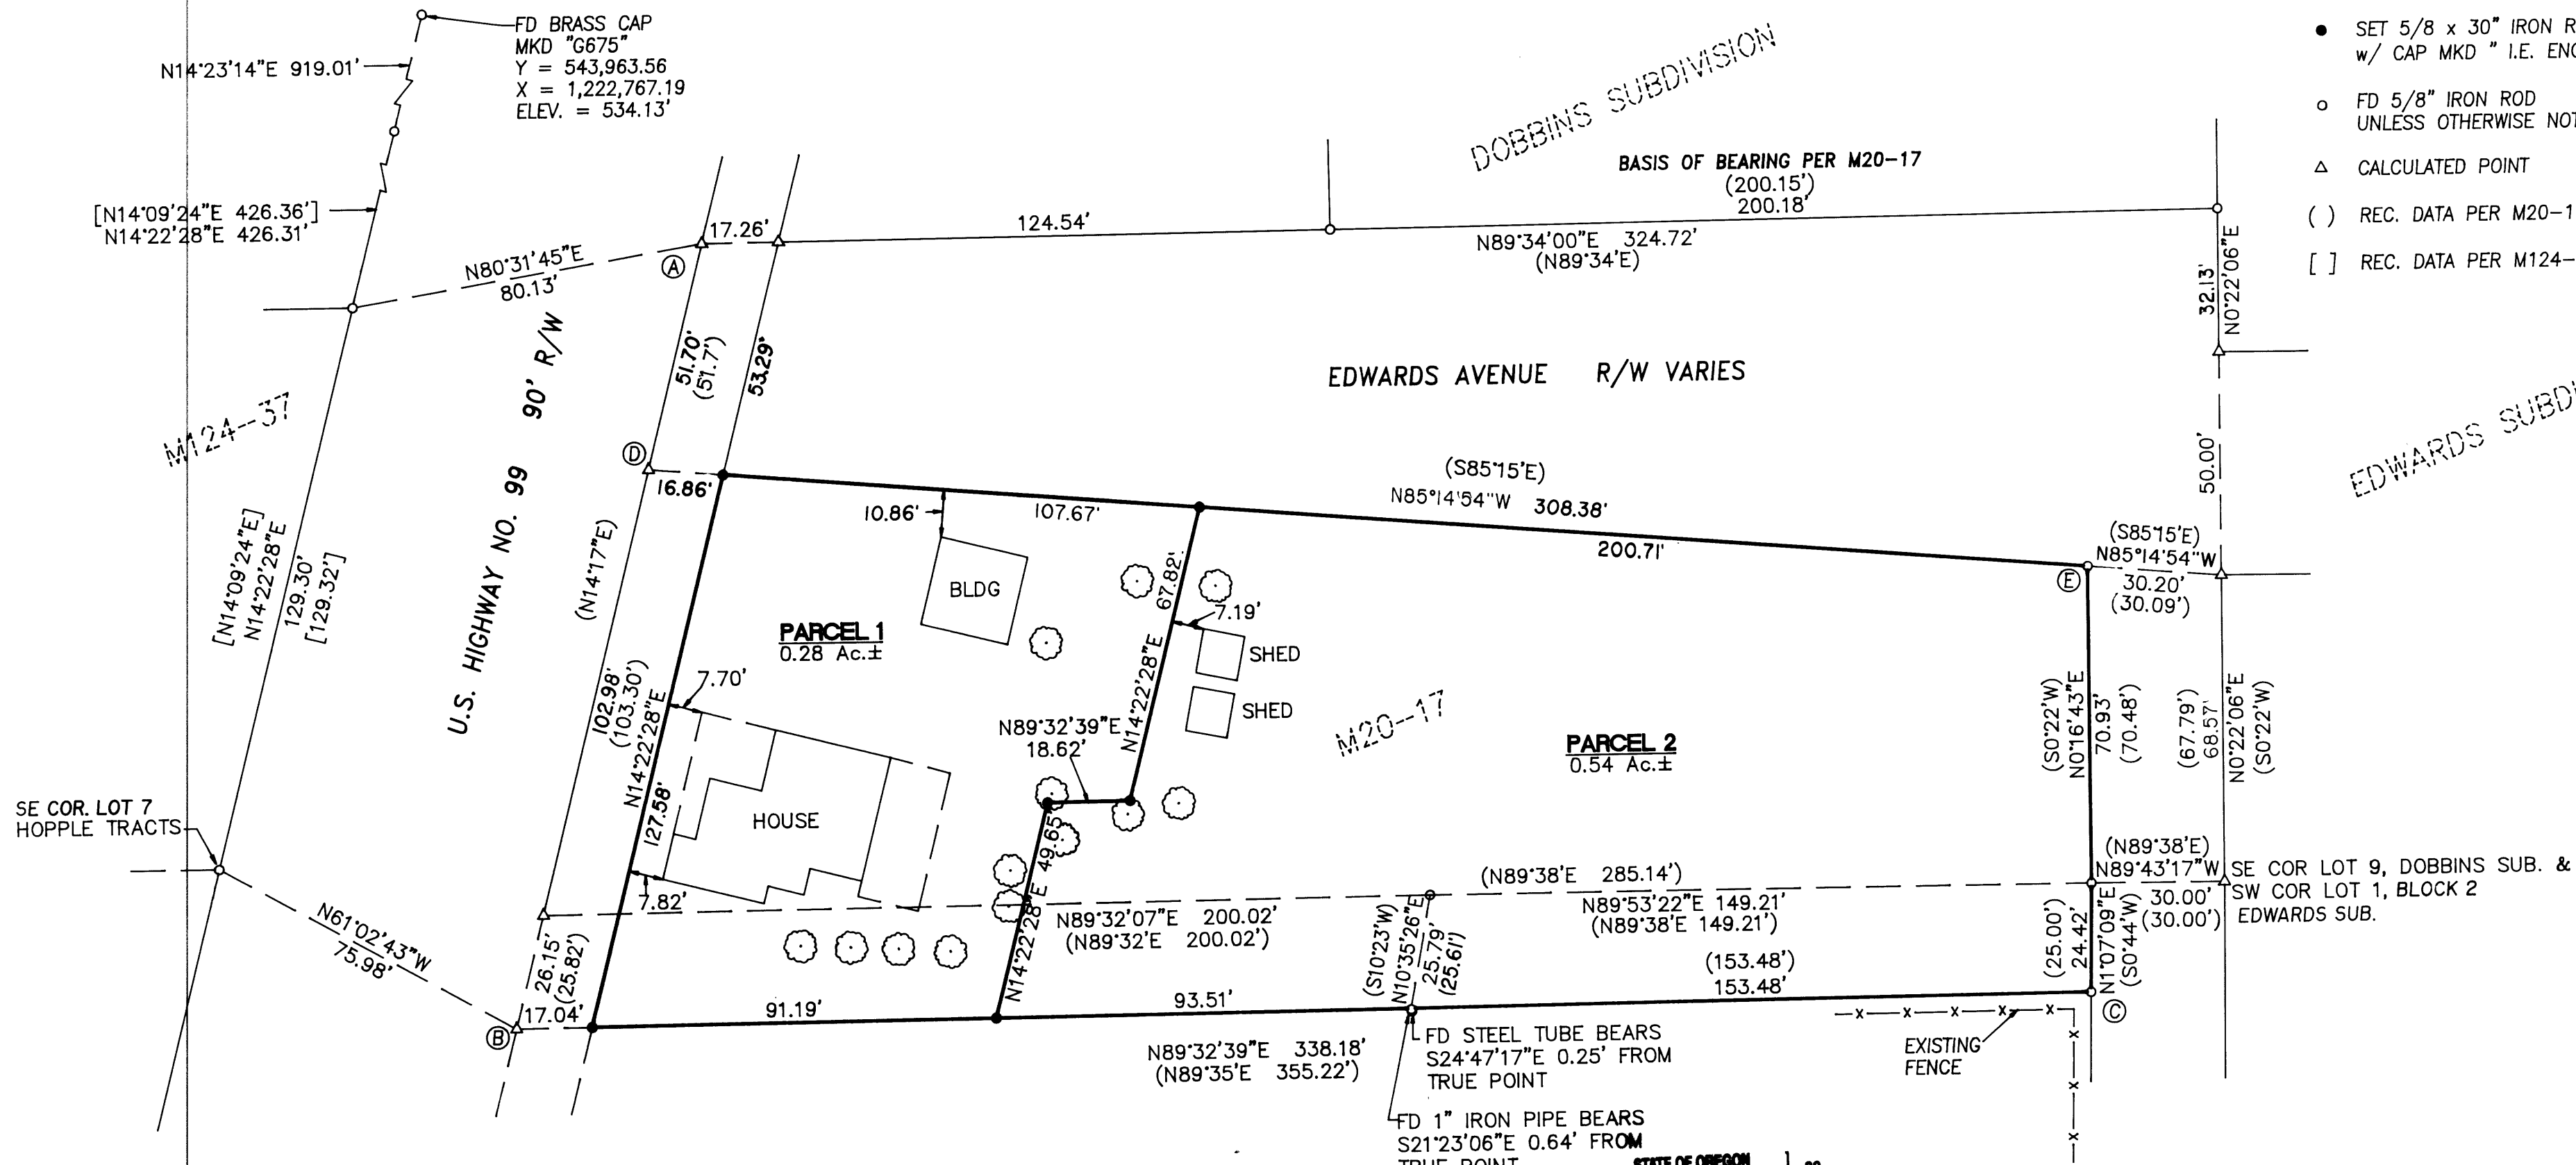 FD BRASS CAP
MKD "G675"
Y = 543,963.56
X = 1,222,767.19
ELEV. = 534.13'
N14°23'14"E 919.01'
[N14°09'24"E 426.36']
N14°22'28"E 426.31'
N80°31'45"E
80.13'
17.26'
124.54'
DOBBINS SUBDIVISION
BASIS OF BEARING PER M20-17
(200.15')
200.18'
N89°34'00"E 324.72'
(N89°34'E)
● SET 5/8 x 30" IRON
w/ CAP MKD " I.E.
○ FD 5/8" IRON ROD
UNLESS OTHERWISE
△ CALCULATED POINT
( ) REC. DATA PER
[ ] REC. DATA PER
32.13'
N0°22'06"E
50.00'
A
51.70'
(51.7')
53.29'
EDWARDS AVENUE R/W VARIES
U.S. HIGHWAY NO. 99 90' R/W
M124-37
EDWARDS
D
16.86'
(S85°15'E)
N85°14'54"W 308.38'
10.86'
107.67'
200.71'
(S85°15'E)
N85°14'54"W
30.20'
(30.09')
E
[N14°09'24"E]
N14°22'28"E
129.30'
[129.32']
(N14°17"E)
102.98'
(103.30')
N14°22'28"E
127.58'
BLDG
PARCEL 1
0.28 Ac.±
67.82'
N14°22'28"E
7.19'
SHED
SHED
7.70'
N89°32'39"E
18.62'
M20-17
PARCEL 2
0.54 Ac.±
(S0°22'W)
N0°16'43"E
70.93'
(70.48')
(67.79')
68.57'
N0°22'06"E
(S0°22'W)
SE COR. LOT 7
HOPPLE TRACTS
HOUSE
7.82'
N14°22'28"E 49.65'
N89°32'07"E 200.02'
(N89°32'E 200.02')
(N89°38'E 285.14')
N89°53'22"E 149.21'
(N89°38'E 149.21')
(N89°38'E)
N89°43'17"W
30.00'
(30.00')
SE COR LOT 9, DOBBINS SUB. &
SW COR LOT 1, BLOCK 2
EDWARDS SUB.
(S10°23'W)
N10°35'26"E
25.79'
(25.61')
(25.00')
24.42'
N1°07'09"E
(S0°44'W)
N61°02'43"W
75.98'
26.15'
(25.82')
B
17.04'
91.19'
93.51'
(153.48')
153.48'
C
N89°32'39"E 338.18'
(N89°35'E 355.22')
FD STEEL TUBE BEARS
S24°47'17"E 0.25' FROM
TRUE POINT
EXISTING
FENCE
FD 1" IRON PIPE BEARS
S21°23'06"E 0.64' FROM
TRUE POINT
STATE OF OREGON